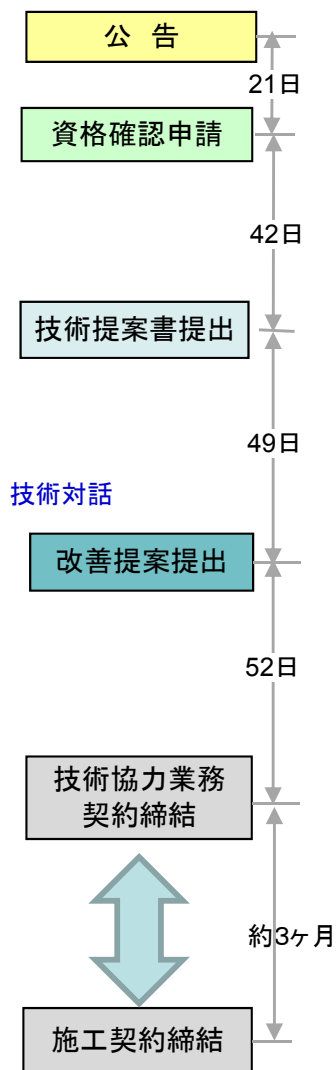 公 告
21日
資格確認申請
42日
技術提案書提出
49日
技術対話
改善提案提出
52日
技術協力業務
契約締結
約3ヶ月
施工契約締結